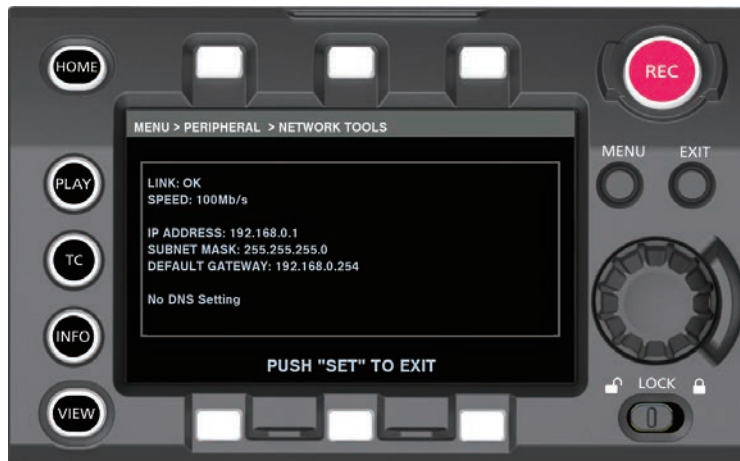 HOME
REC
MENU > PERIPHERAL > NETWORK TOOLS
MENU EXIT
PLAY
LINK: OK
SPEED: 100Mb/s
IP ADDRESS: 192.168.0.1
SUBNET MASK: 255.255.255.0
DEFAULT GATEWAY: 192.168.0.254
TC
No DNS Setting
INFO
PUSH "SET" TO EXIT
LOCK
VIEW